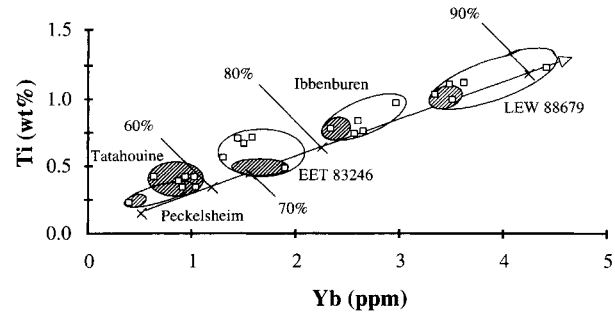 90%
1.5
80%
Ibbenburen
1.0
60%
LEW 88679
Ti (wt%)
Tatahouine
0.5
EET 83246
Peckelsheim
70%
0.0
0 1 2 3 4 5
Yb (ppm)